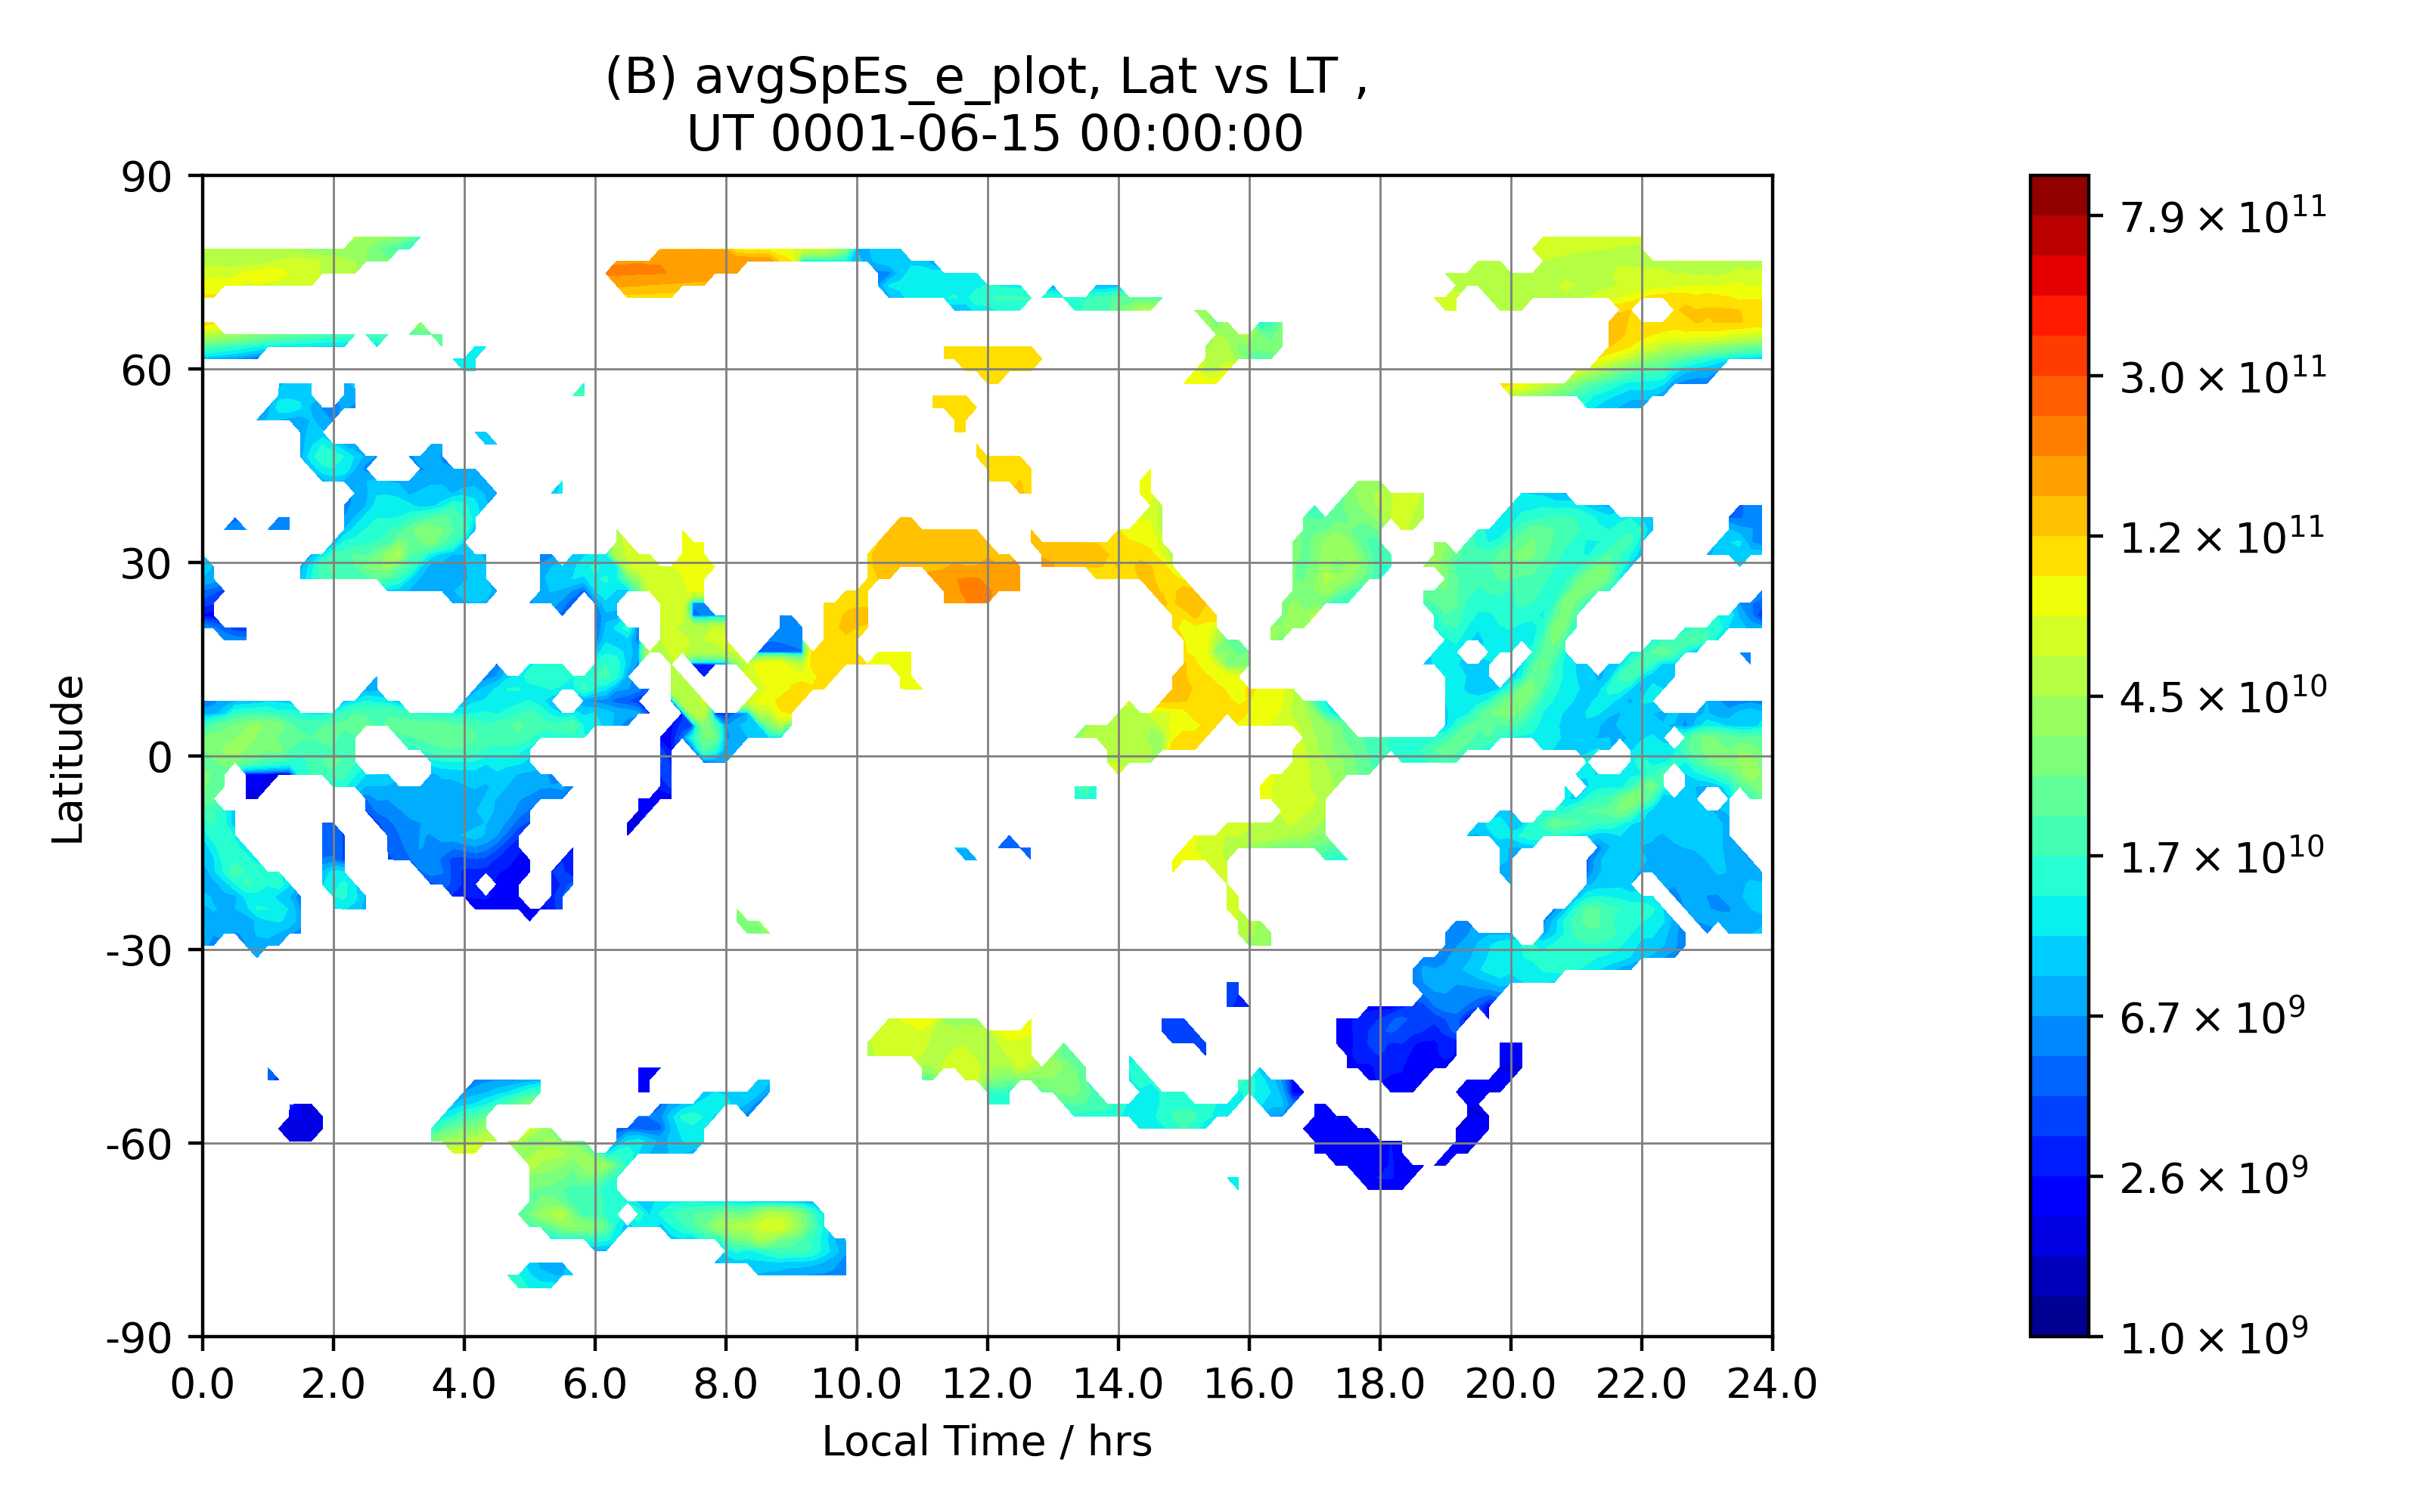 (B) avgSpEs_e_plot, Lat vs LT ,
UT 0001-06-15 00:00:00
90
60
30
0
-30
-60
-90
Latitude
0.0 2.0 4.0 6.0 8.0 10.0 12.0 14.0 16.0 18.0 20.0 22.0 24.0
Local Time / hrs
7.9 × 10¹¹
3.0 × 10¹¹
1.2 × 10¹¹
4.5 × 10¹⁰
1.7 × 10¹⁰
6.7 × 10⁹
2.6 × 10⁹
1.0 × 10⁹